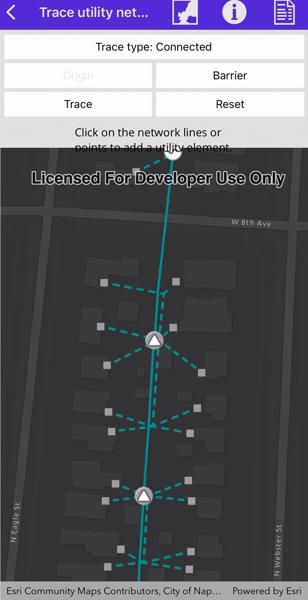 Trace utility net...
Trace type: Connected
Origin
Barrier
Trace
Reset
Click on the network lines or
points to add a utility element.
Licensed For Developer Use Only
W 8th Ave
N Eagle St
N Webster St
Esri Community Maps Contributors, City of Nap...
Powered by Esri